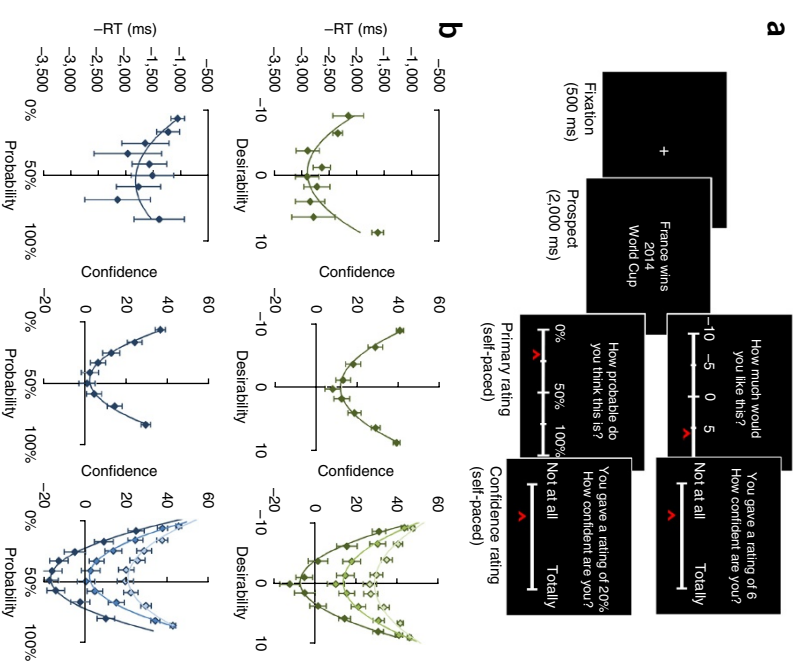 a
+
Fixation
(500 ms)
France wins
2014
World Cup
Prospect
(2,000 ms)
How much would
you like this?
−10 −5 0 5
How probable do
you think this is?
0% 50% 100%
Primary rating
(self-paced)
You gave a rating of 6
How confident are you?
Not at all Totally
You gave a rating of 20%
How confident are you?
Not at all Totally
Confidence rating
(self-paced)
b
−RT (ms)
−500
−1,000
−1,500
−2,000
−2,500
−3,000
−3,500
−10 0 10
Desirability
Confidence
60
40
20
0
−20
−10 0 10
Desirability
Confidence
60
40
20
0
−20
−10 0 10
Desirability
−RT (ms)
−500
−1,000
−1,500
−2,000
−2,500
−3,000
−3,500
0% 50% 100%
Probability
Confidence
60
40
20
0
−20
0% 50% 100%
Probability
Confidence
60
40
20
0
−20
0% 50% 100%
Probability